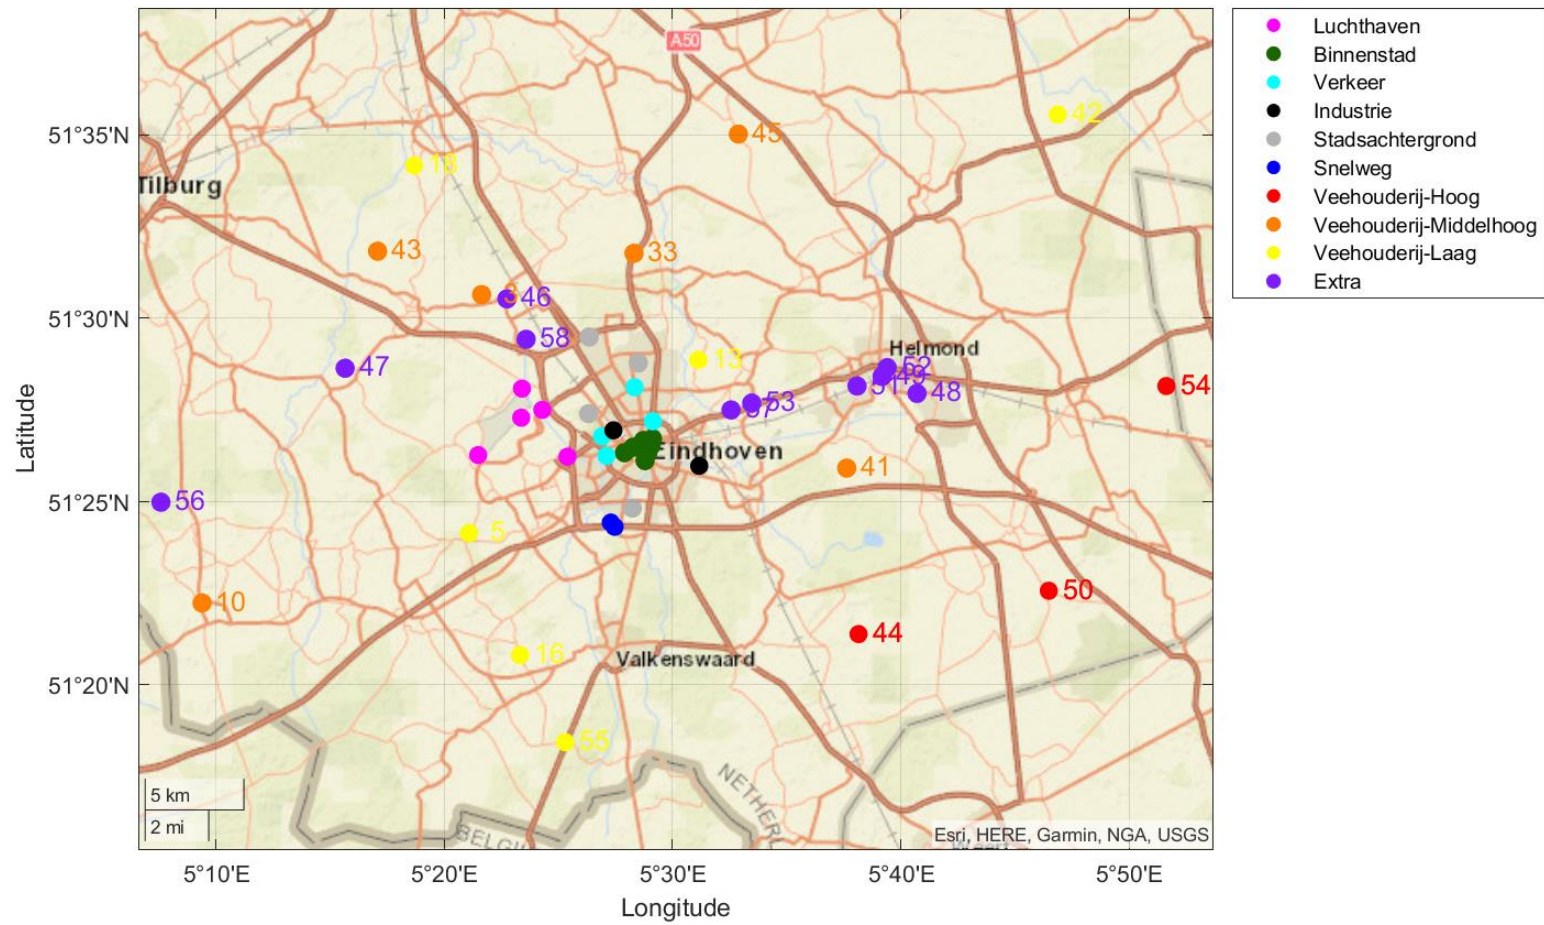 A50
Luchthaven
Binnenstad
Verkeer
Industrie
Stadsachtergrond
Snelweg
Veehouderij-Hoog
Veehouderij-Middelhoog
Veehouderij-Laag
Extra
51°35'N
51°30'N
51°25'N
51°20'N
Latitude
42
45
18
Tilburg
43
33
46
58
13
Helmond
47
52
49
51
48
54
53
57
Eindhoven
41
56
5
50
10
44
16
Valkenswaard
55
NETHERL
BELGI
5 km
2 mi
Esri, HERE, Garmin, NGA, USGS
5°10'E
5°20'E
5°30'E
5°40'E
5°50'E
Longitude